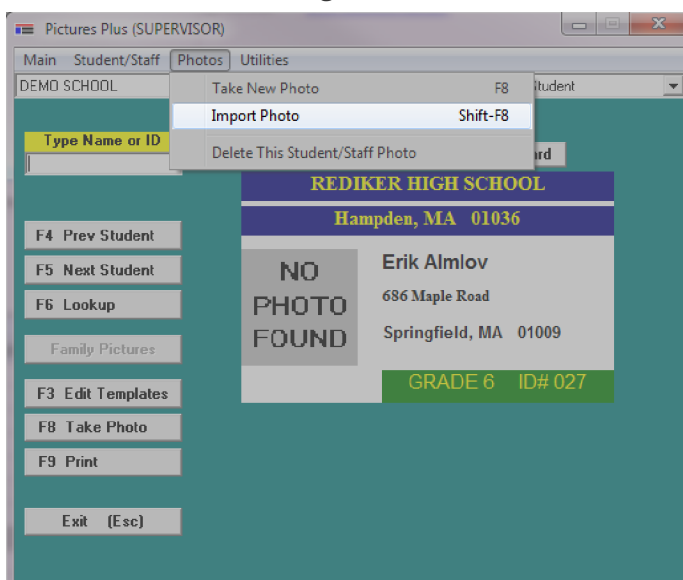 Pictures Plus (SUPERVISOR)
Main Student/Staff Photos Utilities
DEMO SCHOOL
Take New Photo F8
Import Photo Shift-F8
Delete This Student/Staff Photo
Type Name or ID
REDIKER HIGH SCHOOL
Hampden, MA 01036
F4 Prev Student
F5 Next Student
F6 Lookup
Family Pictures
F3 Edit Templates
F8 Take Photo
F9 Print
Exit (Esc)
NO
PHOTO
FOUND
Erik Almlov
686 Maple Road
Springfield, MA 01009
GRADE 6 ID# 027